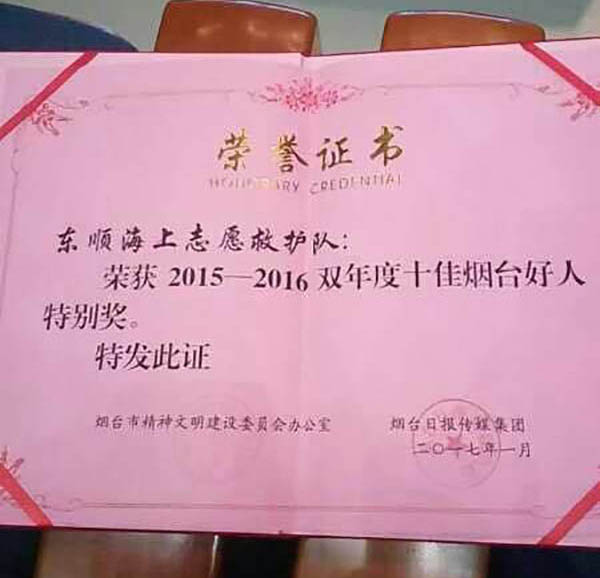 荣誉证书
HONORARY CREDENTIAL
东顺海上志愿救护队：
荣获 2015—2016 双年度十佳烟台好人
特别奖。
特发此证
烟台市精神文明建设委员会办公室 烟台日报传媒集团
二〇一七年一月